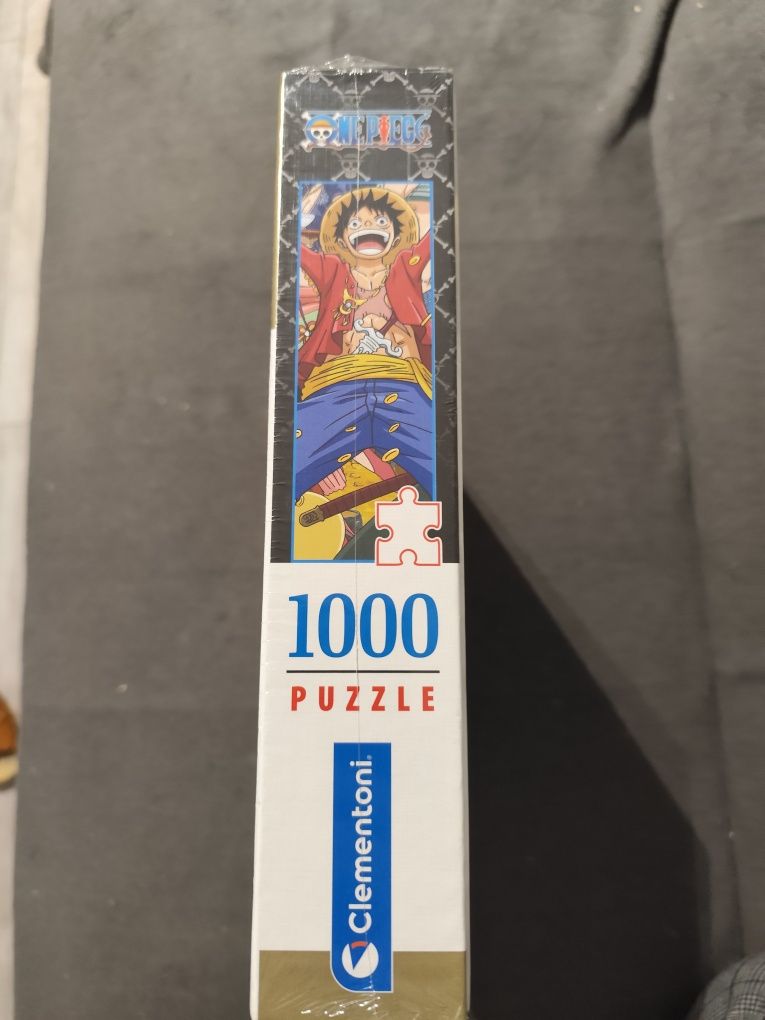 ONE PIECE
1000
PUZZLE
Clementoni®